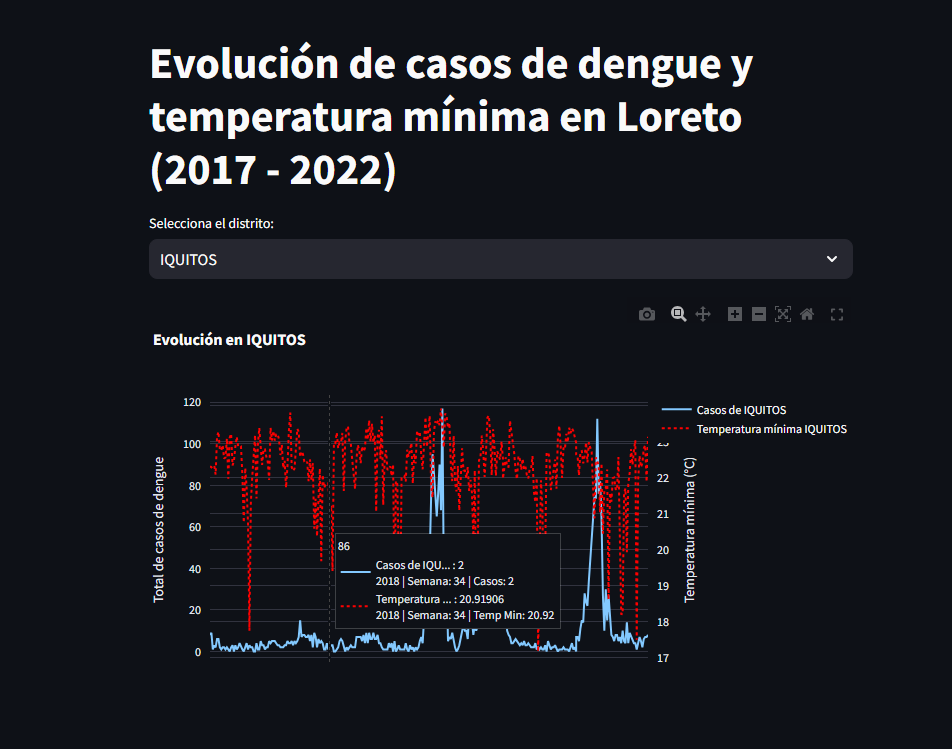 Evolución de casos de dengue y
temperatura mínima en Loreto
(2017 - 2022)
Selecciona el distrito:
IQUITOS
Evolución en IQUITOS
Casos de IQUITOS
Temperatura mínima IQUITOS
Total de casos de dengue
120
100
80
60
40
20
0
Temperatura mínima (°C)
23
22
21
20
19
18
17
86
Casos de IQU... : 2
2018 | Semana: 34 | Casos: 2
Temperatura ... : 20.91906
2018 | Semana: 34 | Temp Min: 20.92